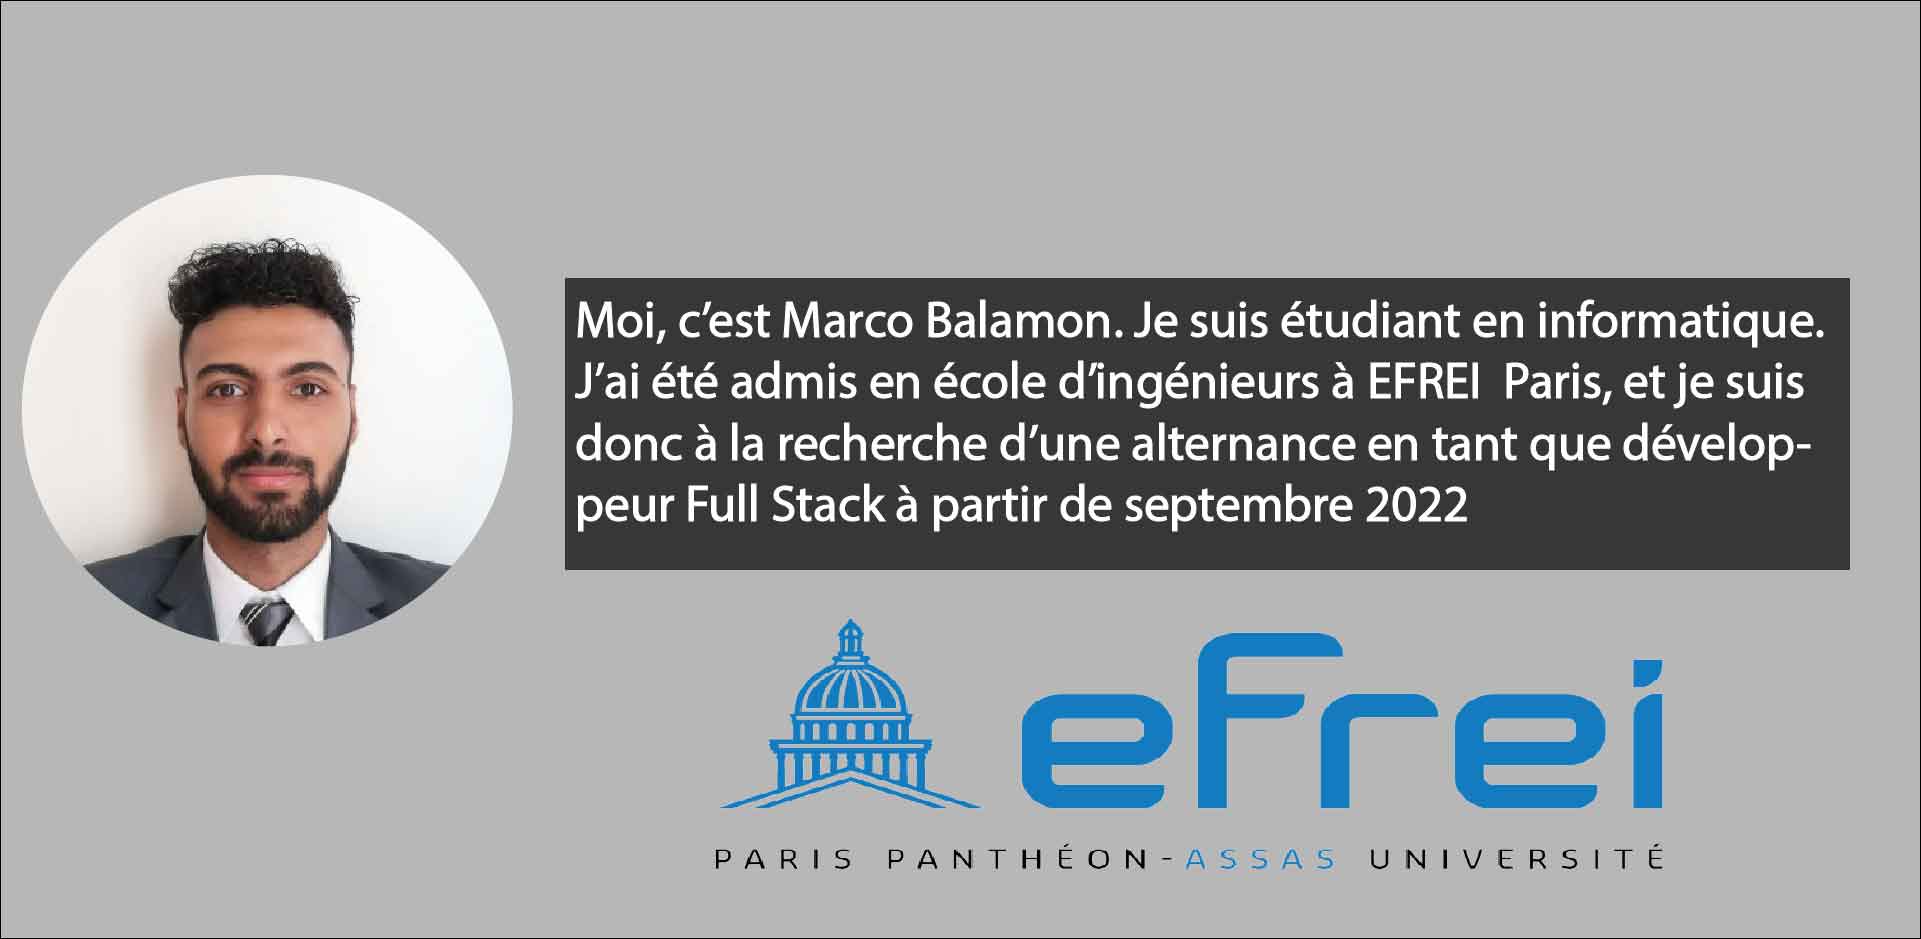 Moi, c’est Marco Balamon. Je suis étudiant en informatique.
J’ai été admis en école d’ingénieurs à EFREI  Paris, et je suis
donc à la recherche d’une alternance en tant que dévelop-
peur Full Stack à partir de septembre 2022
efrei
PARIS PANTHÉON-ASSAS UNIVERSITÉ